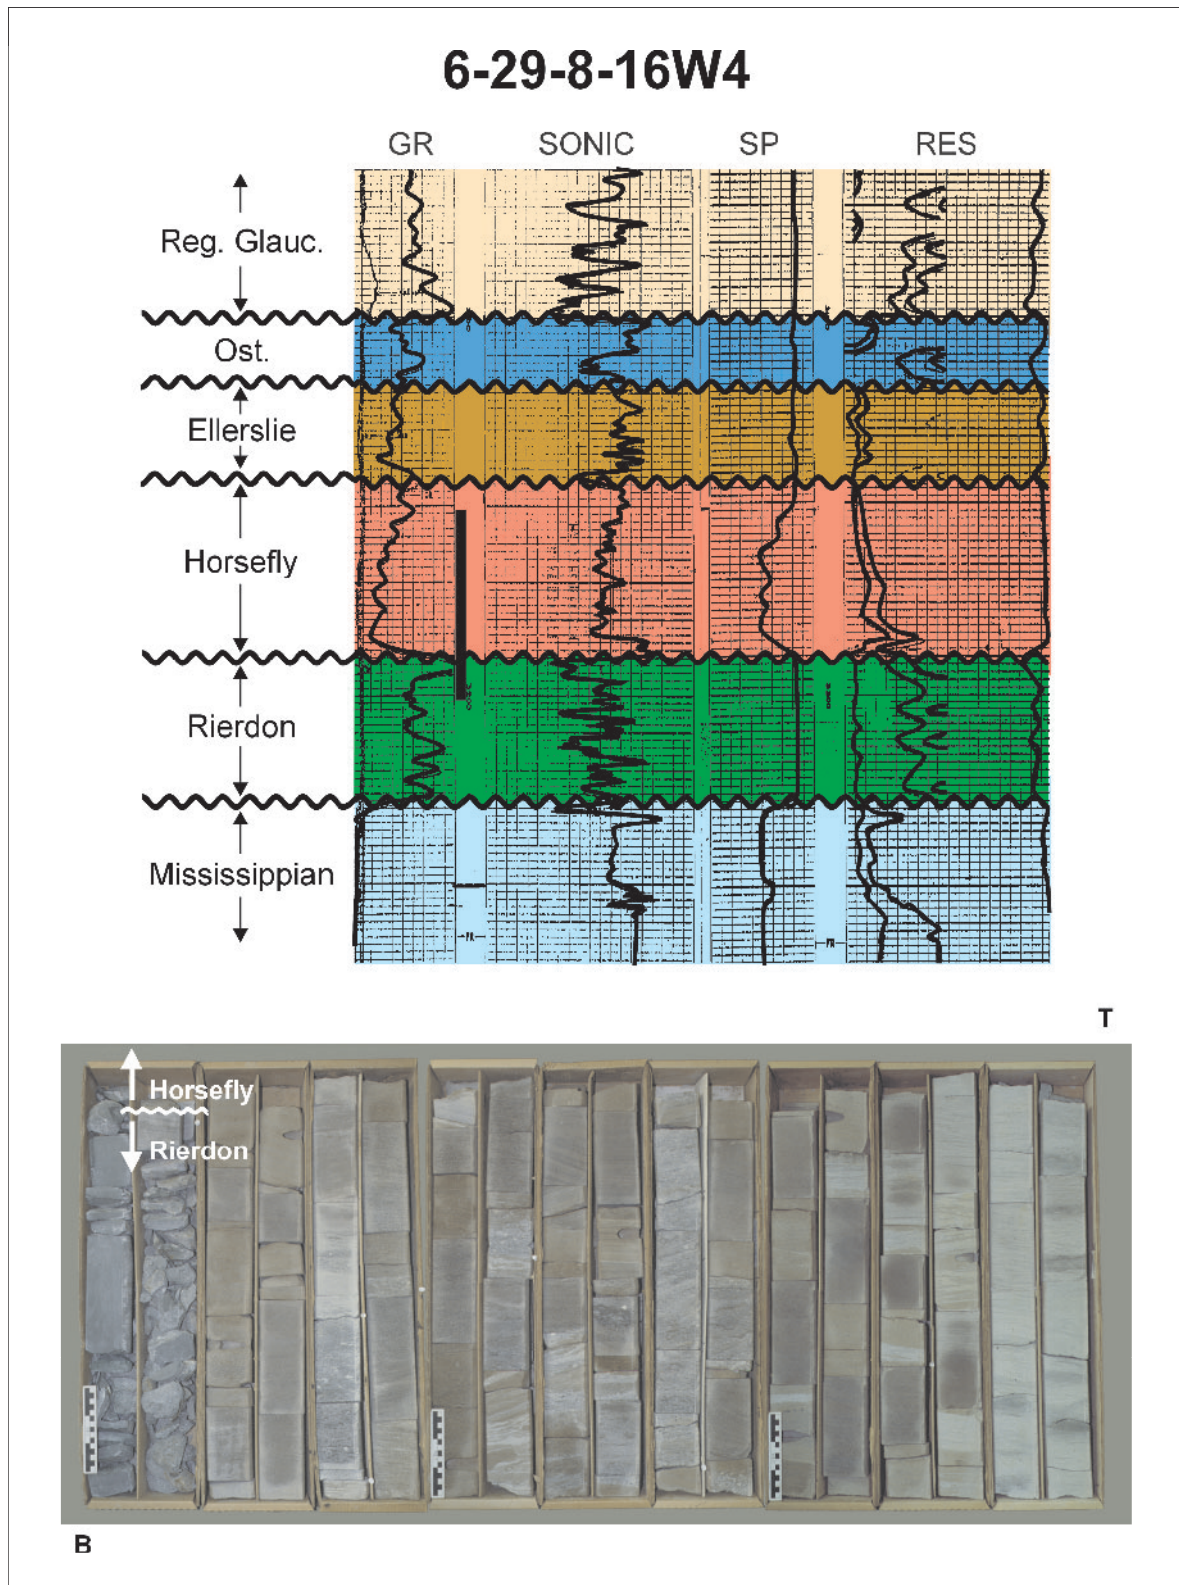 6-29-8-16W4
GR SONIC SP RES
Reg. Glauc.
Ost.
Ellerslie
Horsefly
Rierdon
Mississippian
T
Horsefly
Rierdon
B